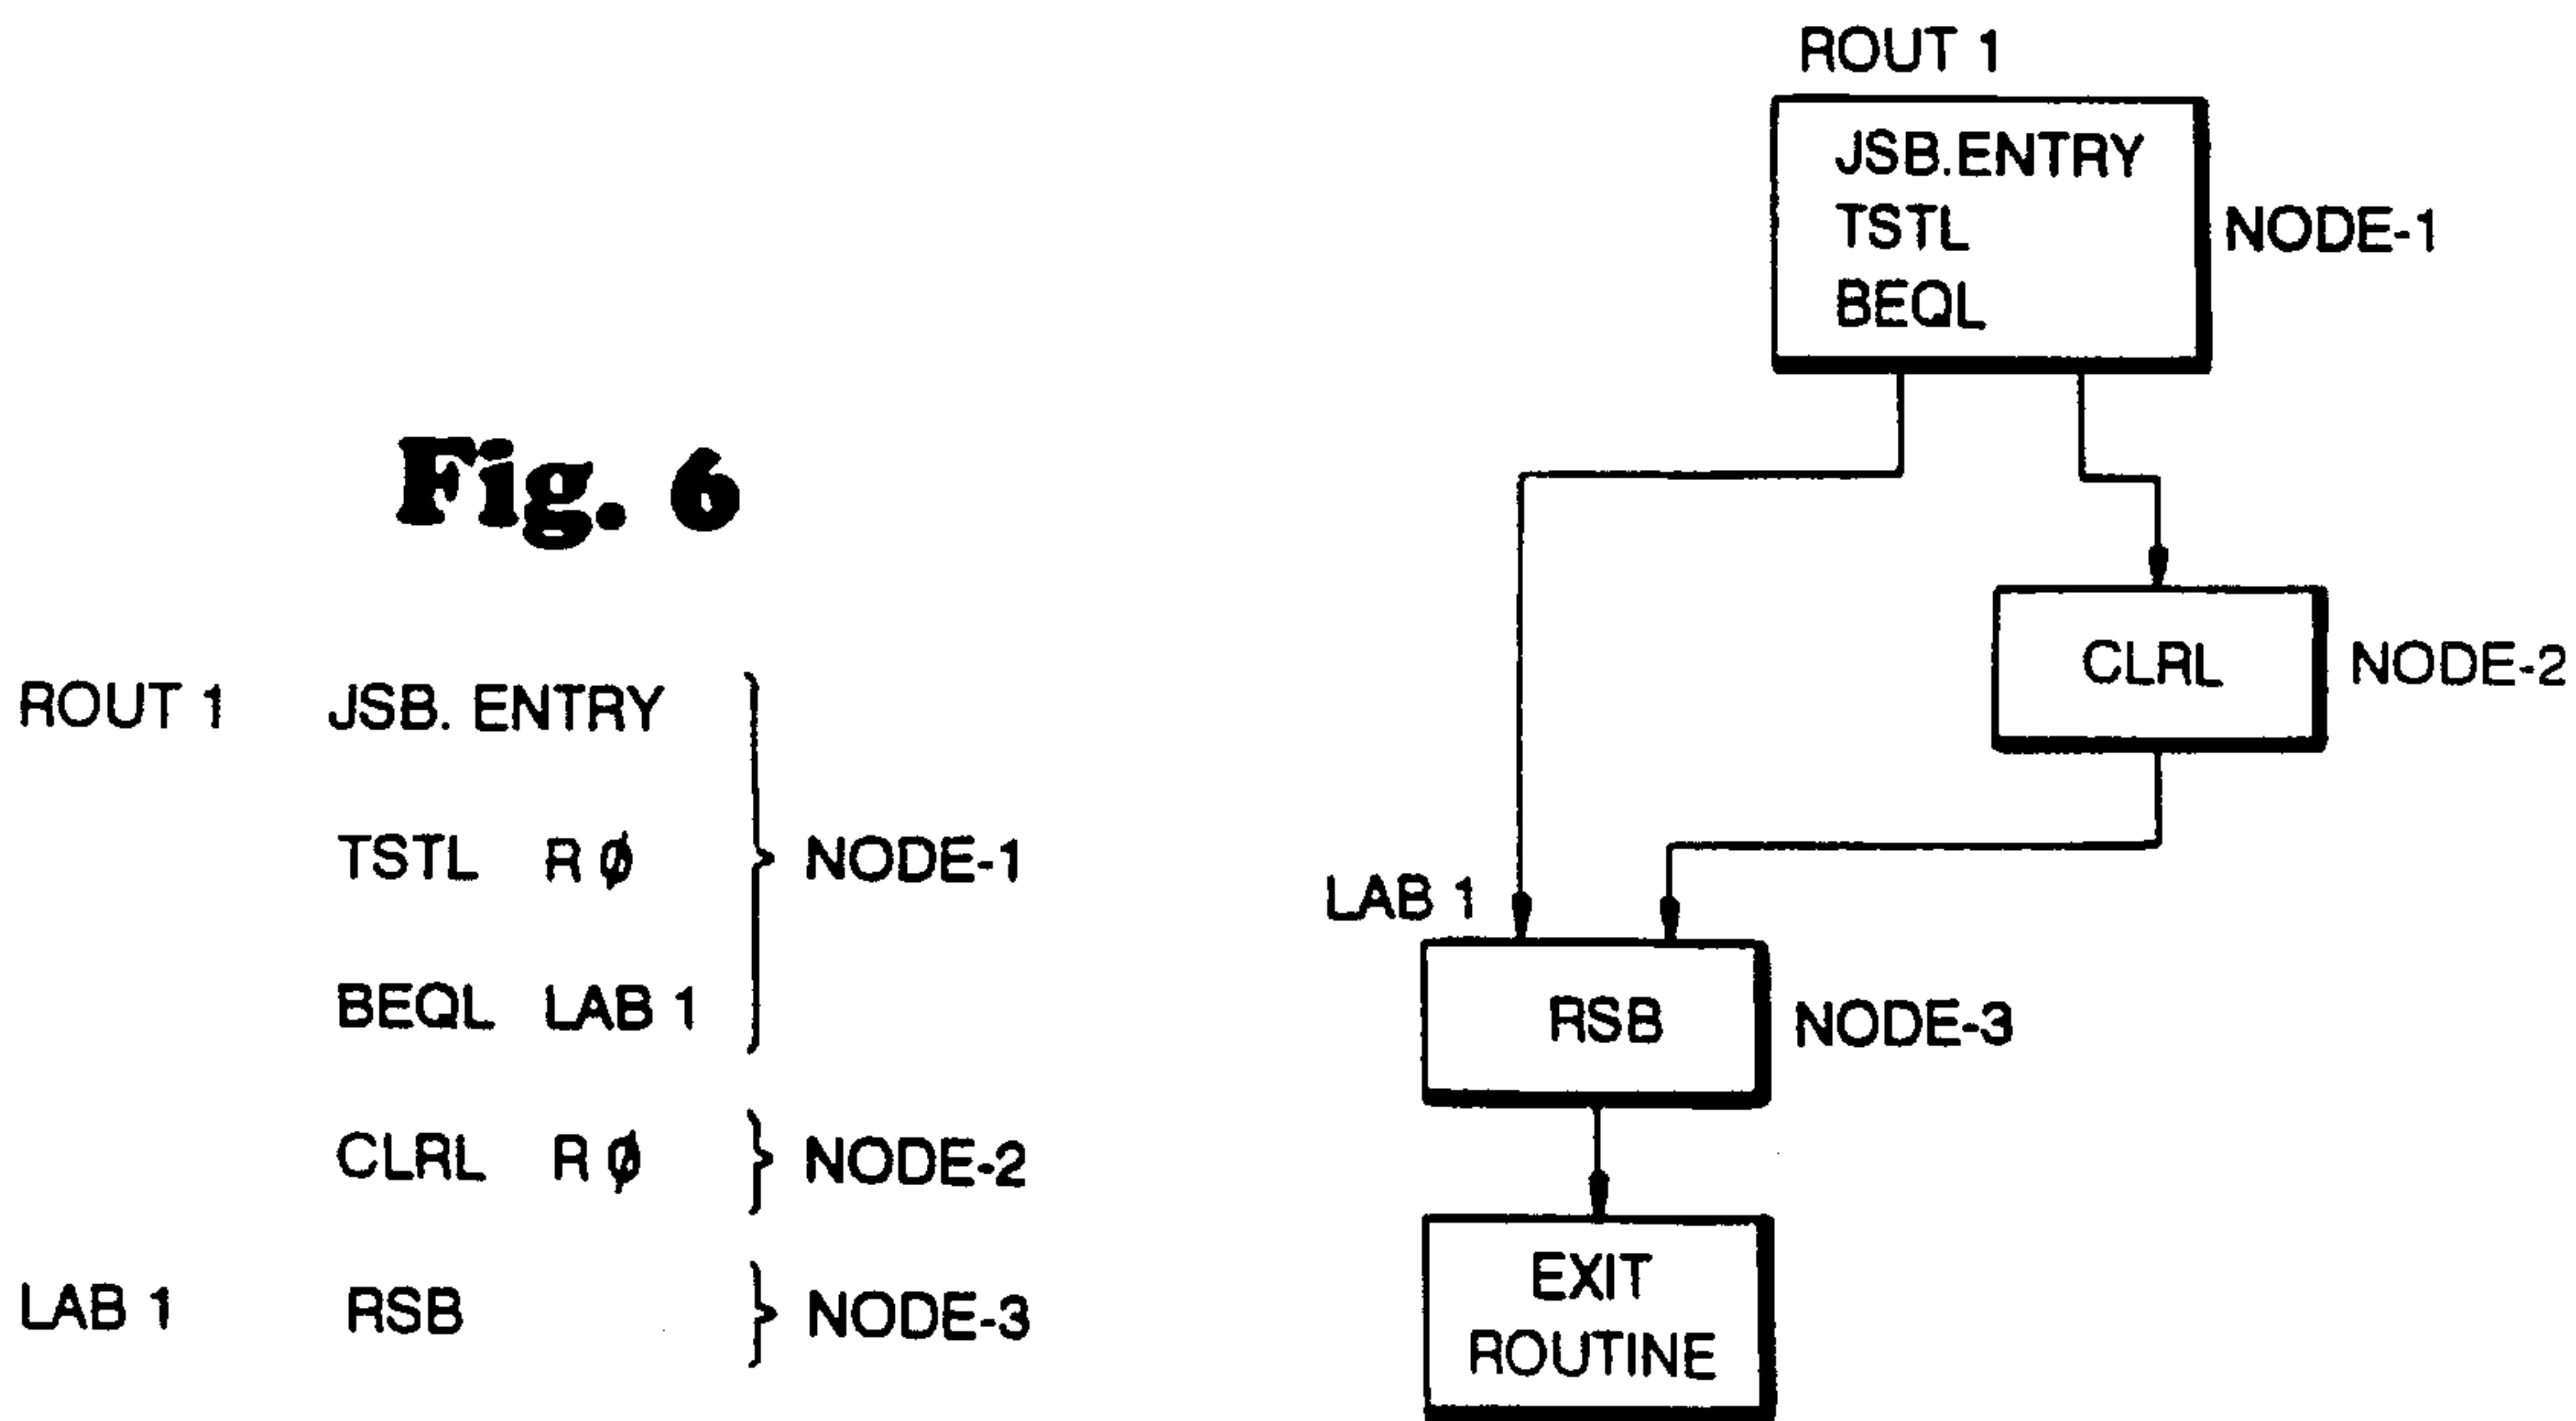 Fig. 6
ROUT 1 JSB. ENTRY
TSTL R0 NODE-1
BEQL LAB 1
CLRL R0 NODE-2
LAB 1 RSB NODE-3
ROUT 1
JSB.ENTRY
TSTL
BEQL
NODE-1
CLRL
NODE-2
LAB 1
RSB
NODE-3
EXIT
ROUTINE